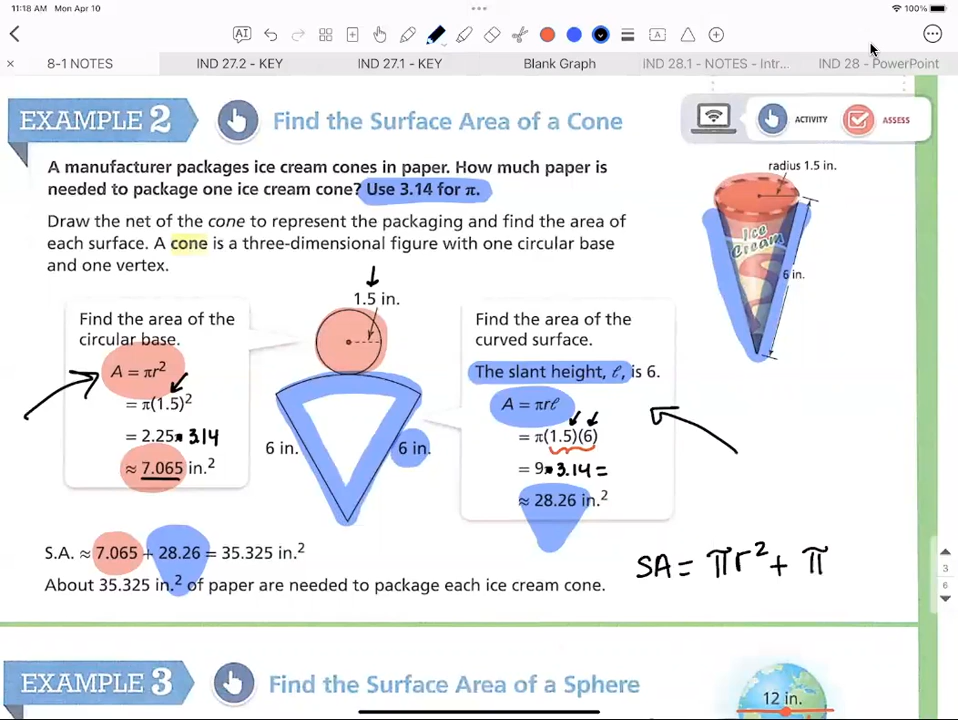 11:18 AM Mon Apr 10
100%
8-1 NOTES
IND 27.2 - KEY
IND 27.1 - KEY
Blank Graph
IND 28.1 - NOTES - Intr...
IND 28 - PowerPoint
EXAMPLE 2
Find the Surface Area of a Cone
ACTIVITY
ASSESS
A manufacturer packages ice cream cones in paper. How much paper is
needed to package one ice cream cone? Use 3.14 for π.
Draw the net of the cone to represent the packaging and find the area of
each surface. A cone is a three-dimensional figure with one circular base
and one vertex.
radius 1.5 in.
Ice
Cream
6 in.
1.5 in.
6 in.
6 in.
Find the area of the
circular base.
A = πr²
= π(1.5)²
= 2.25 • 3.14
≈ 7.065 in.²
Find the area of the
curved surface.
The slant height, ℓ, is 6.
A = πrℓ
= π(1.5)(6)
= 9 • 3.14 =
≈ 28.26 in.²
S.A. ≈ 7.065 + 28.26 = 35.325 in.²
About 35.325 in.² of paper are needed to package each ice cream cone.
SA = πr² + π
3
6
EXAMPLE 3
Find the Surface Area of a Sphere
12 in.